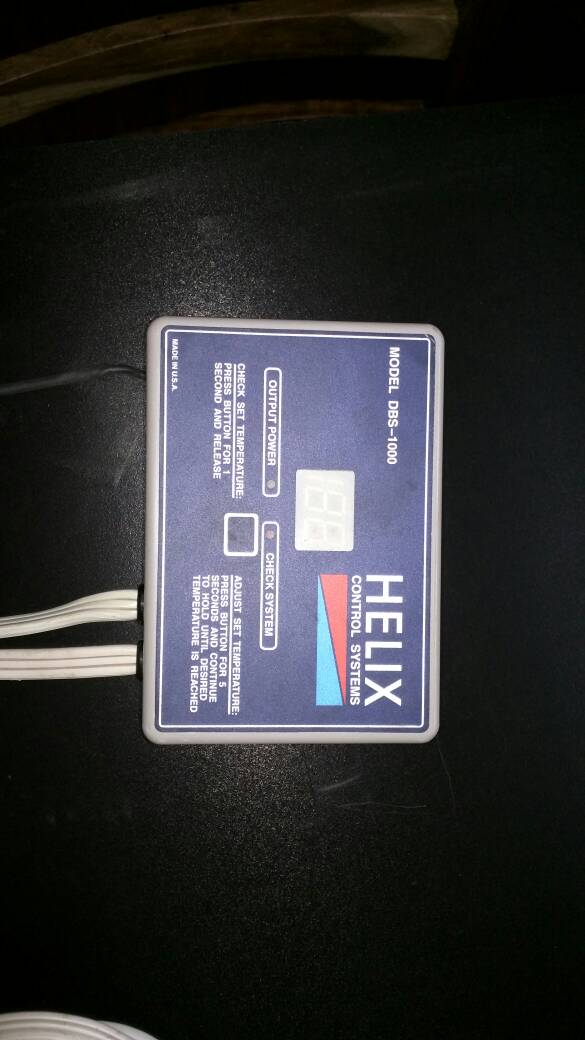 MODEL DBS-1000
HELIX
CONTROL SYSTEMS
OUTPUT POWER
CHECK SYSTEM
CHECK SET TEMPERATURE:
PRESS BUTTON FOR 1
SECOND AND RELEASE
ADJUST SET TEMPERATURE:
PRESS BUTTON FOR 5
SECONDS AND CONTINUE
TO HOLD UNTIL DESIRED
TEMPERATURE IS REACHED
MADE IN U.S.A.